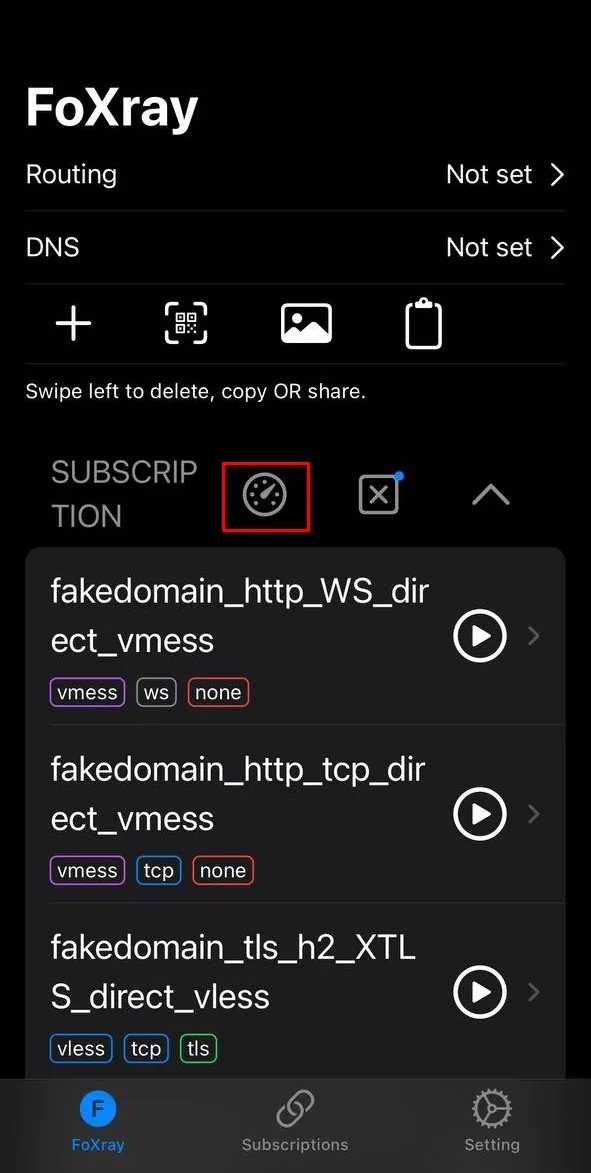 FoXray
Routing Not set
DNS Not set
Swipe left to delete, copy OR share.
SUBSCRIP
TION
fakedomain_http_WS_dir
ect_vmess
vmess ws none
fakedomain_http_tcp_dir
ect_vmess
vmess tcp none
fakedomain_tls_h2_XTL
S_direct_vless
vless tcp tls
F
FoXray Subscriptions Setting